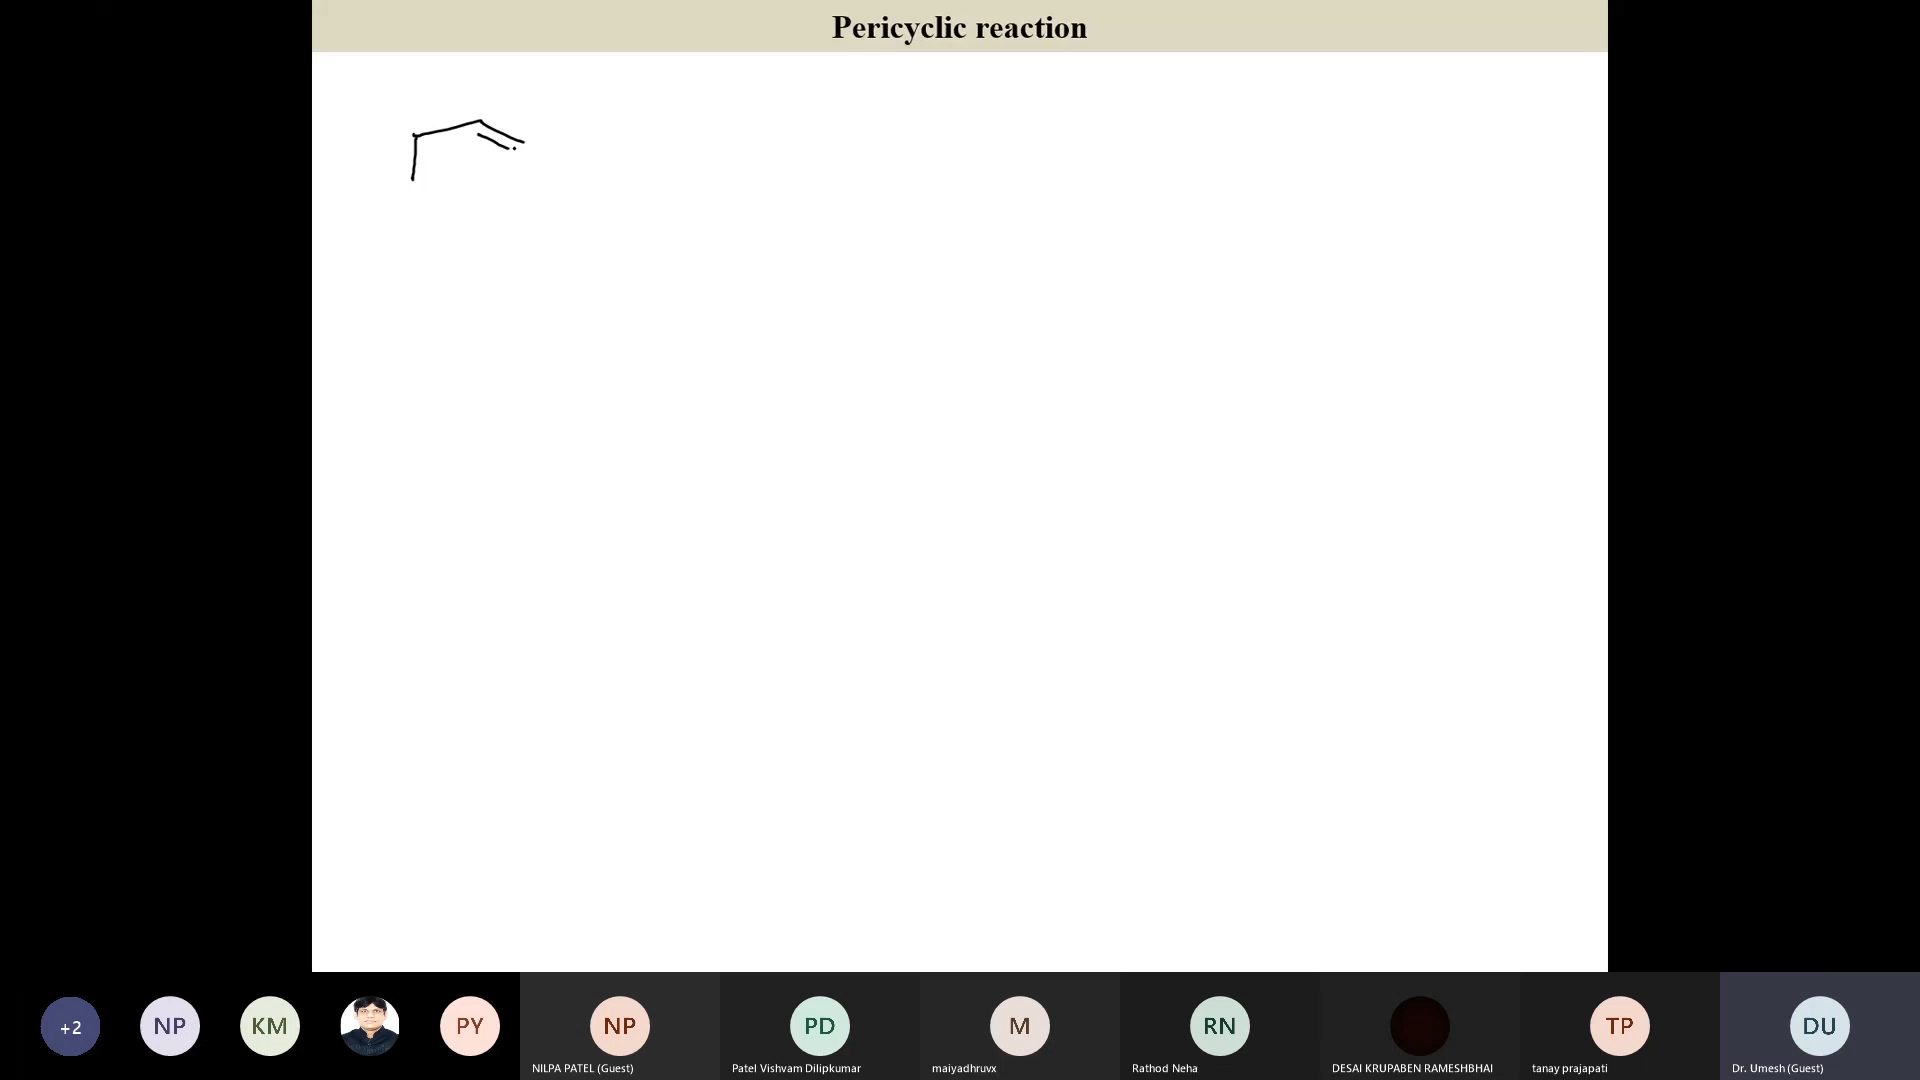 Pericyclic reaction
+2
NP
KM
PY
NP
PD
M
RN
TP
DU
NILPA PATEL (Guest)
Patel Vishvam Dilipkumar
maiyadhruvx
Rathod Neha
DESAI KRUPABEN RAMESHBHAI
tanay prajapati
Dr. Umesh (Guest)